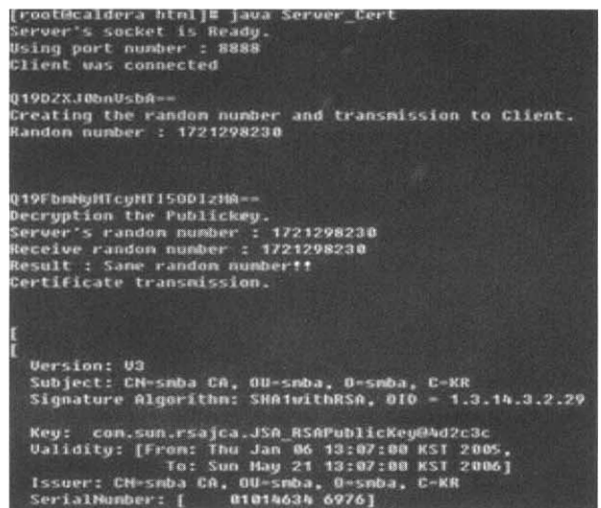 [root@caldera html]# java Server_Cert
Server's socket is Ready.
Using port number : 8888
Client was connected
Creating the random number and transmission to Client.
Random number : 1721298230
Decryption the Publickey.
Server's random number : 1721298230
Receive random number : 1721298230
Result : Same random number!!
Certificate transmission.
[
[
Version: V3
Subject: CN=smba CA, OU=smba, O=smba, C=KR
Signature Algorithm: SHA1withRSA, OID = 1.3.14.3.2.29
Key: com.sun.rsajca.JSA_RSAPublicKey@4d2c3c
Validity: [From: Thu Jan 06 13:07:00 KST 2005,
To: Sun May 21 13:07:00 KST 2006]
Issuer: CN=smba CA, OU=smba, O=smba, C=KR
SerialNumber: [ 01014634 6976]